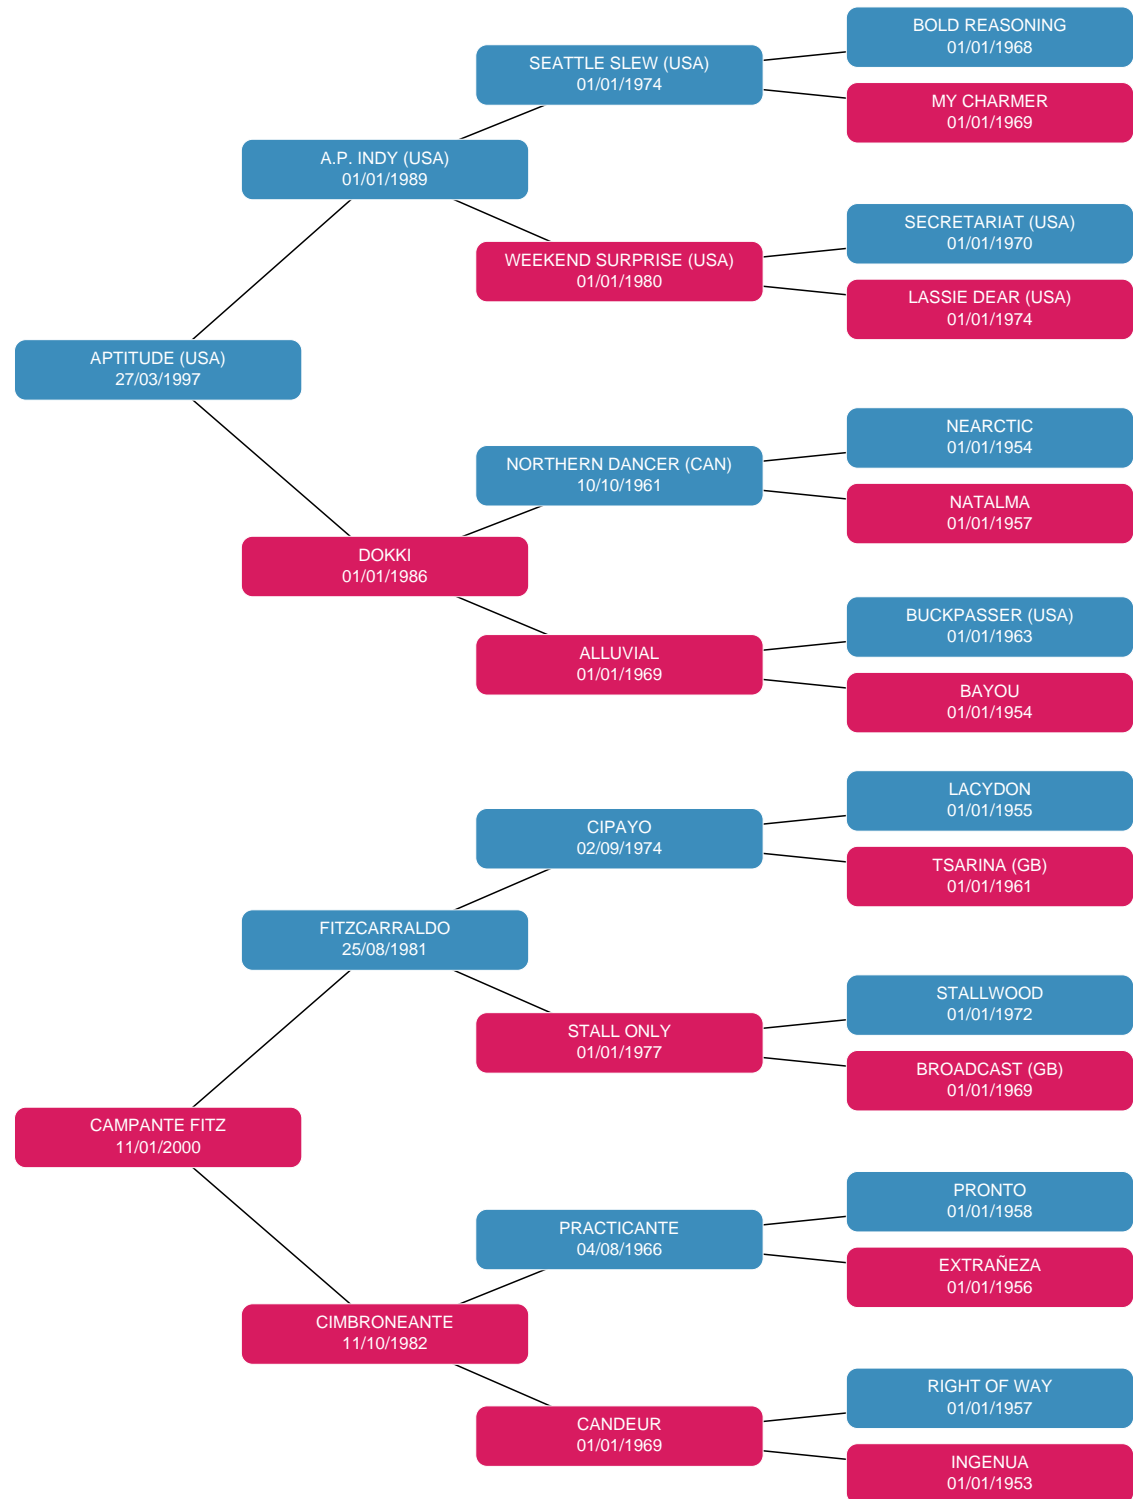 BOLD REASONING
01/01/1968
SEATTLE SLEW (USA)
01/01/1974
MY CHARMER
01/01/1969
A.P. INDY (USA)
01/01/1989
SECRETARIAT (USA)
01/01/1970
WEEKEND SURPRISE (USA)
01/01/1980
LASSIE DEAR (USA)
01/01/1974
APTITUDE (USA)
27/03/1997
NEARCTIC
01/01/1954
NORTHERN DANCER (CAN)
10/10/1961
NATALMA
01/01/1957
DOKKI
01/01/1986
BUCKPASSER (USA)
01/01/1963
ALLUVIAL
01/01/1969
BAYOU
01/01/1954
LACYDON
01/01/1955
CIPAYO
02/09/1974
TSARINA (GB)
01/01/1961
FITZCARRALDO
25/08/1981
STALLWOOD
01/01/1972
STALL ONLY
01/01/1977
BROADCAST (GB)
01/01/1969
CAMPANTE FITZ
11/01/2000
PRONTO
01/01/1958
PRACTICANTE
04/08/1966
EXTRAÑEZA
01/01/1956
CIMBRONEANTE
11/10/1982
RIGHT OF WAY
01/01/1957
CANDEUR
01/01/1969
INGENUA
01/01/1953